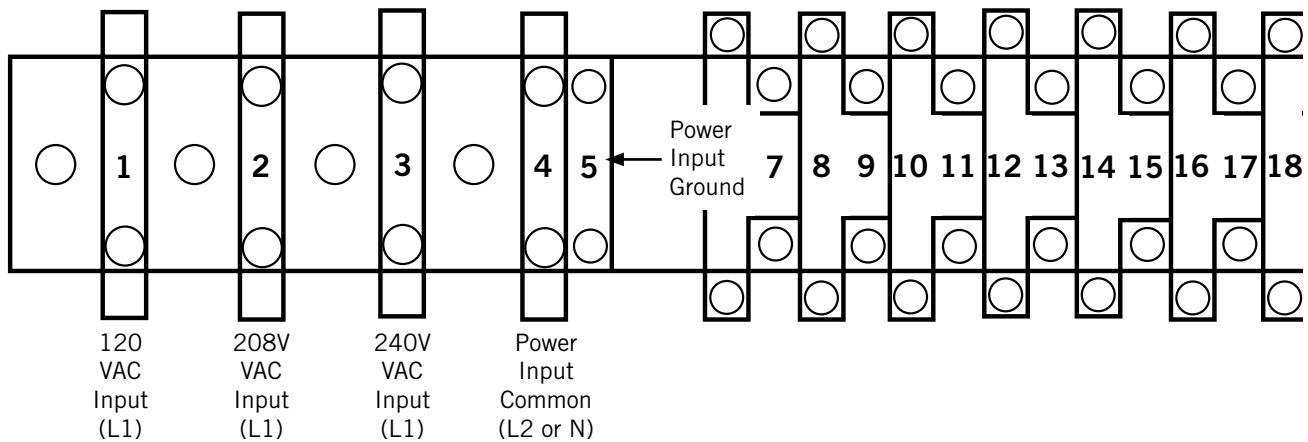 1 2 3 4 5
Power
Input
Ground
7 8 9 10 11 12 13 14 15 16 17 18
120
VAC
Input
(L1)
208V
VAC
Input
(L1)
240V
VAC
Input
(L1)
Power
Input
Common
(L2 or N)